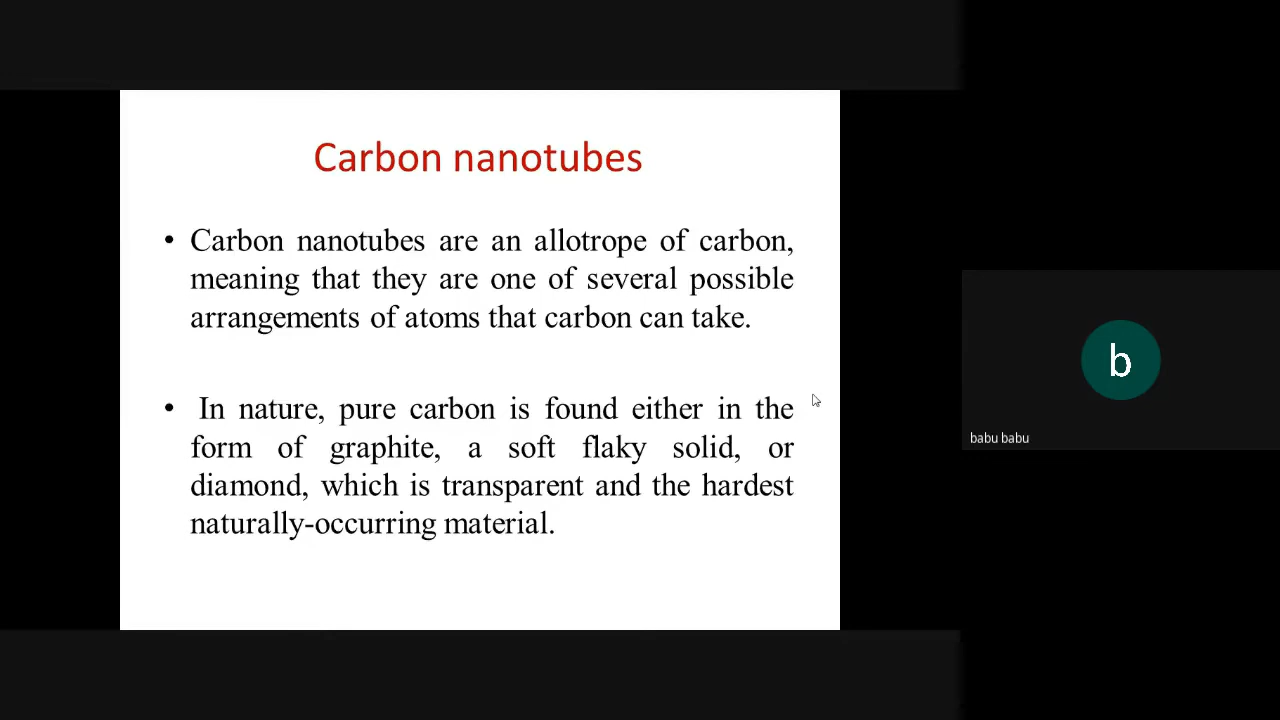 Carbon nanotubes
• Carbon nanotubes are an allotrope of carbon,
meaning that they are one of several possible
arrangements of atoms that carbon can take.
• In nature, pure carbon is found either in the
form of graphite, a soft flaky solid, or
diamond, which is transparent and the hardest
naturally-occurring material.
b
babu babu